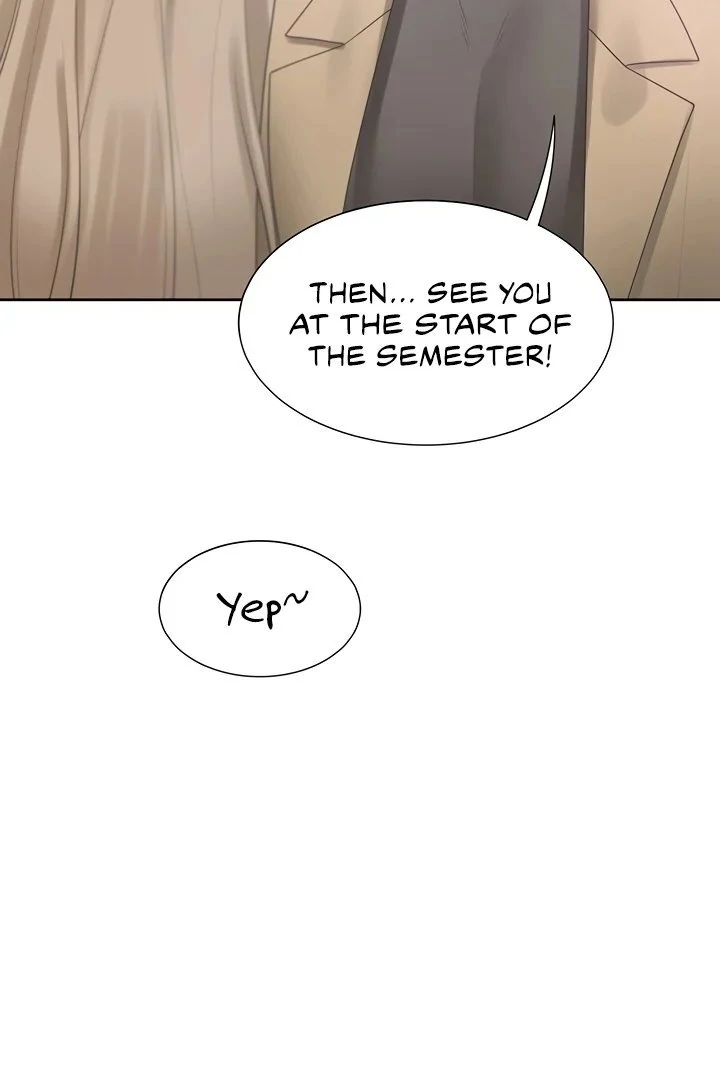 THEN... SEE YOU
AT THE START OF
THE SEMESTER!
Yep~